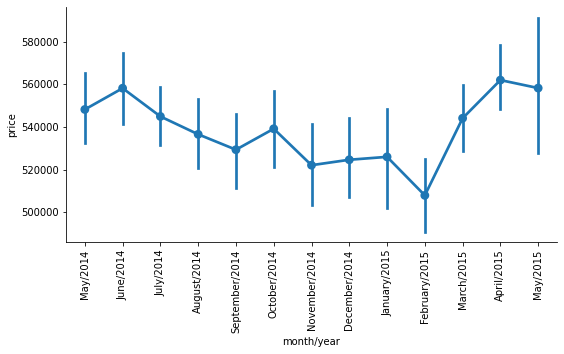 580000
560000
540000
520000
500000
price
May/2014
June/2014
July/2014
August/2014
September/2014
October/2014
November/2014
December/2014
January/2015
February/2015
March/2015
April/2015
May/2015
month/year